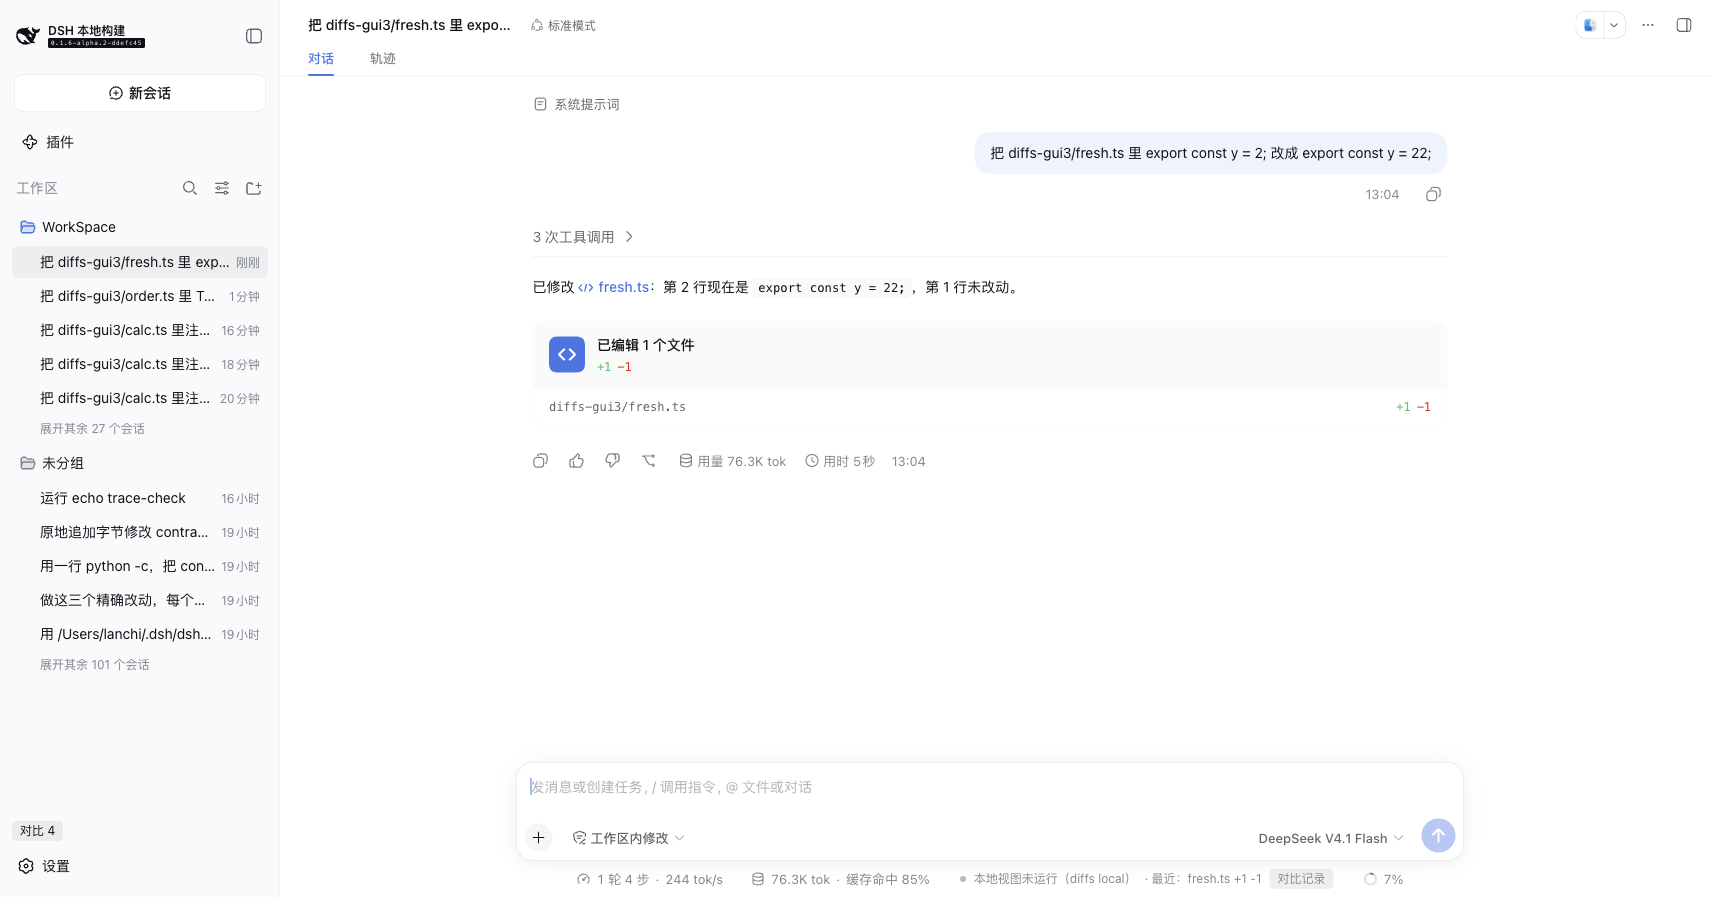 DSH 本地构建
0.1.6-alpha.2-ddefc45
新会话
插件
工作区
WorkSpace
把 diffs-gui3/fresh.ts 里 exp... 刚刚
把 diffs-gui3/order.ts 里 T... 1分钟
把 diffs-gui3/calc.ts 里注... 16分钟
把 diffs-gui3/calc.ts 里注... 18分钟
把 diffs-gui3/calc.ts 里注... 20分钟
展开其余 27 个会话
未分组
运行 echo trace-check 16小时
原地追加字节修改 contra... 19小时
用一行 python -c，把 con... 19小时
做这三个精确改动，每个... 19小时
用 /Users/lanchi/.dsh/dsh... 19小时
展开其余 101 个会话
对比 4
设置
把 diffs-gui3/fresh.ts 里 expo... 标准模式
对话 轨迹
系统提示词
把 diffs-gui3/fresh.ts 里 export const y = 2; 改成 export const y = 22;
13:04
3 次工具调用
已修改 fresh.ts：第 2 行现在是 export const y = 22; ，第 1 行未改动。
已编辑 1 个文件
+1 −1
diffs-gui3/fresh.ts +1 −1
用量 76.3K tok 用时 5秒 13:04
发消息或创建任务, / 调用指令, @ 文件或对话
工作区内修改 DeepSeek V4.1 Flash
1 轮 4 步 · 244 tok/s 76.3K tok · 缓存命中 85% 本地视图未运行（diffs local） · 最近：fresh.ts +1 -1 对比记录 7%